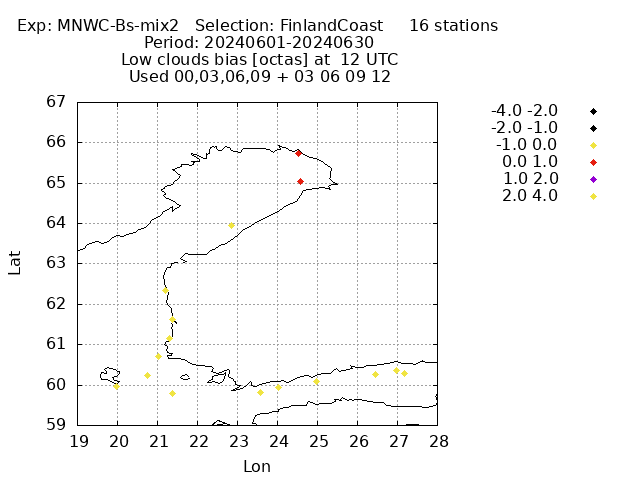 Exp: MNWC-Bs-mix2   Selection: FinlandCoast     16 stations
Period: 20240601-20240630
Low clouds bias [octas] at  12 UTC
Used 00,03,06,09 + 03 06 09 12
-4.0 -2.0
-2.0 -1.0
-1.0 0.0
0.0 1.0
1.0 2.0
2.0 4.0
67
66
65
64
63
62
61
60
59
Lat
19 20 21 22 23 24 25 26 27 28
Lon